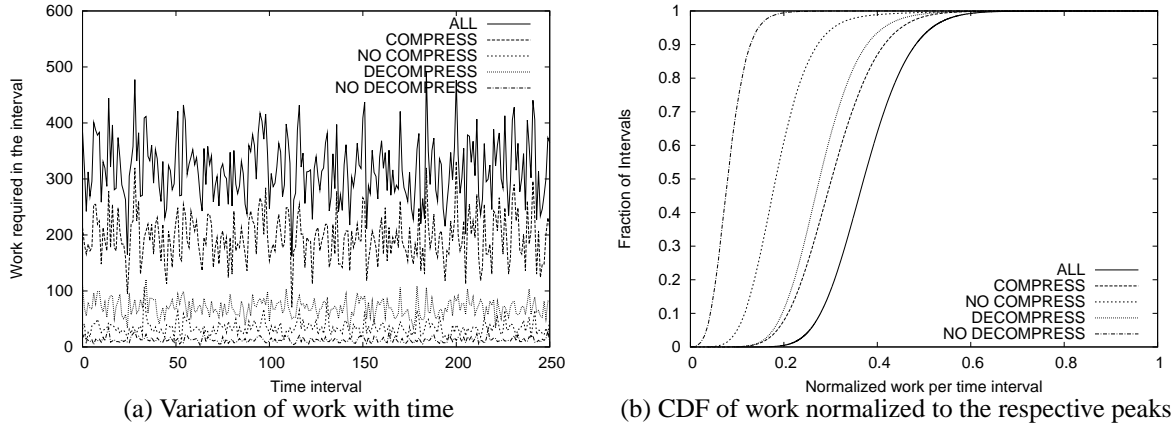 600
500
400
300
200
100
0
Work required in the interval
ALL
COMPRESS
NO COMPRESS
DECOMPRESS
NO DECOMPRESS
0 50 100 150 200 250
Time interval
(a) Variation of work with time
1
0.9
0.8
0.7
0.6
0.5
0.4
0.3
0.2
0.1
0
Fraction of Intervals
ALL
COMPRESS
NO COMPRESS
DECOMPRESS
NO DECOMPRESS
0 0.2 0.4 0.6 0.8 1
Normalized work per time interval
(b) CDF of work normalized to the respective peaks